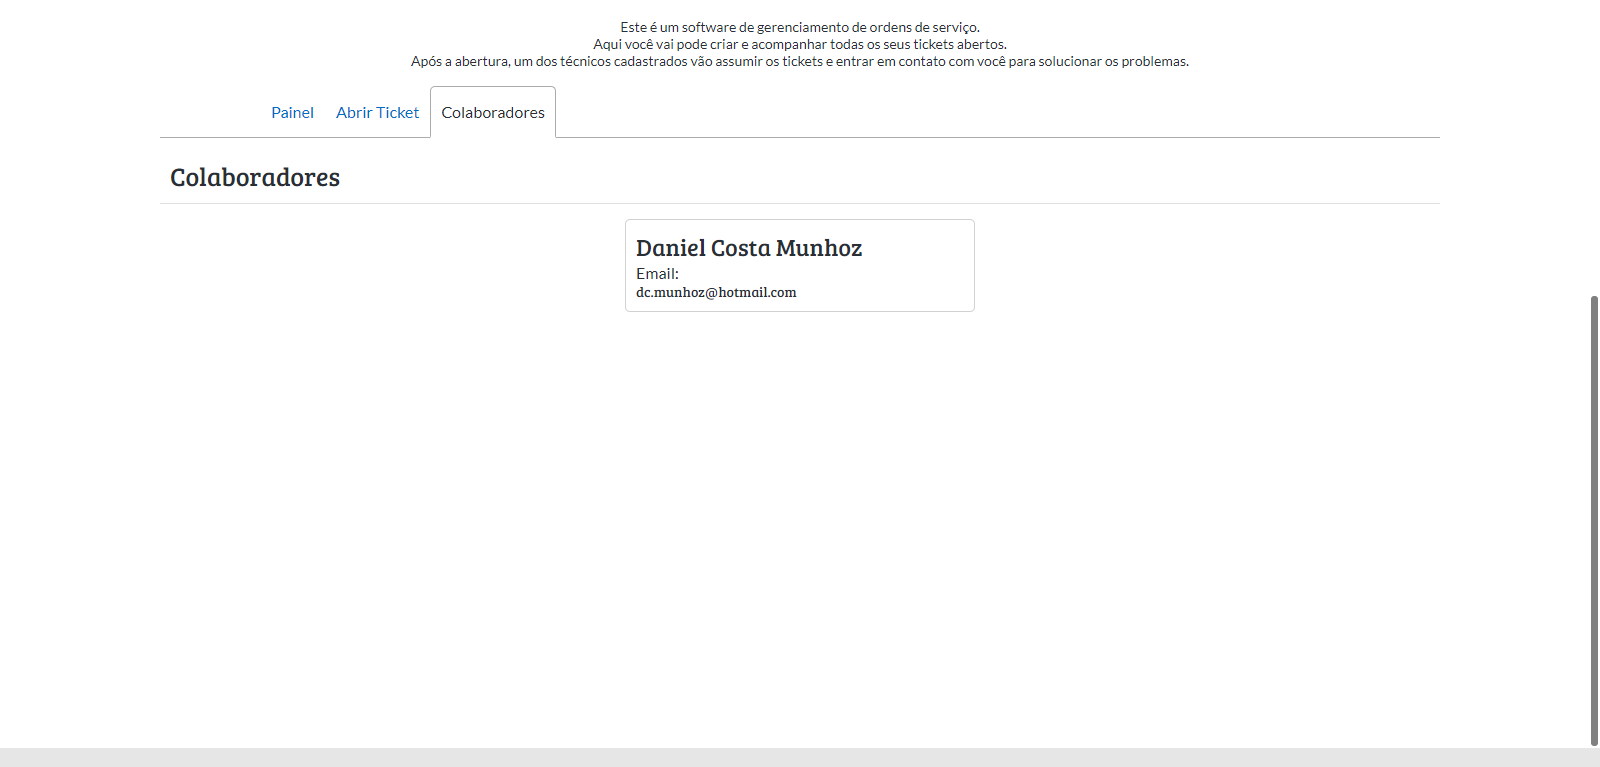 Este é um software de gerenciamento de ordens de serviço.
Aqui você vai pode criar e acompanhar todas os seus tickets abertos.
Após a abertura, um dos técnicos cadastrados vão assumir os tickets e entrar em contato com você para solucionar os problemas.
Painel Abrir Ticket Colaboradores
Colaboradores
Daniel Costa Munhoz
Email:
dc.munhoz@hotmail.com